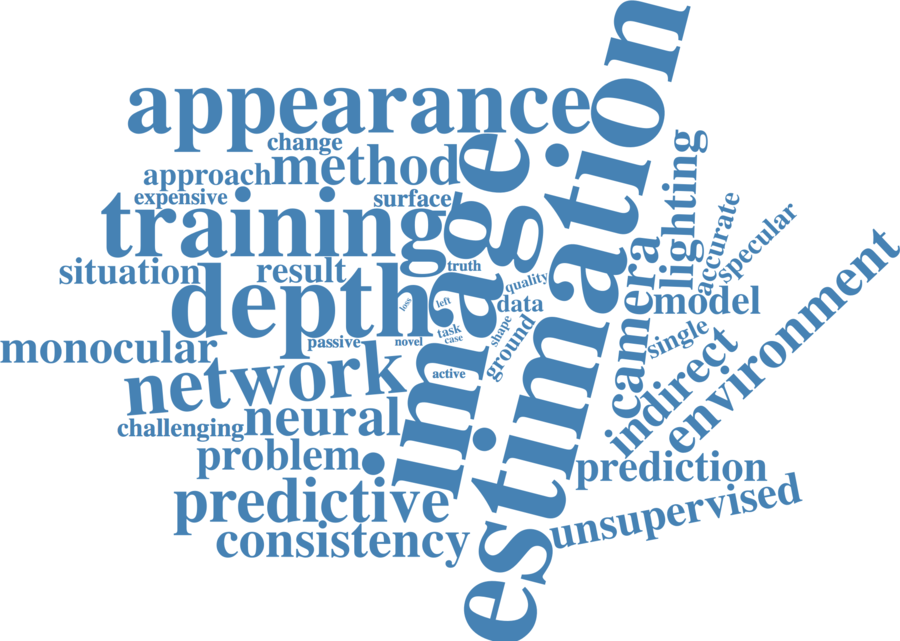 estimation
appearance
change
image
method
approach
lighting
expensive
surface
training
accurate
specular
situation
result
truth
depth
quality
camera
environment
loss
left
data
model
task
case
shape
passive
novel
single
ground
monocular
indirect
network
active
neural
challenging
problem
prediction
predictive
unsupervised
consistency